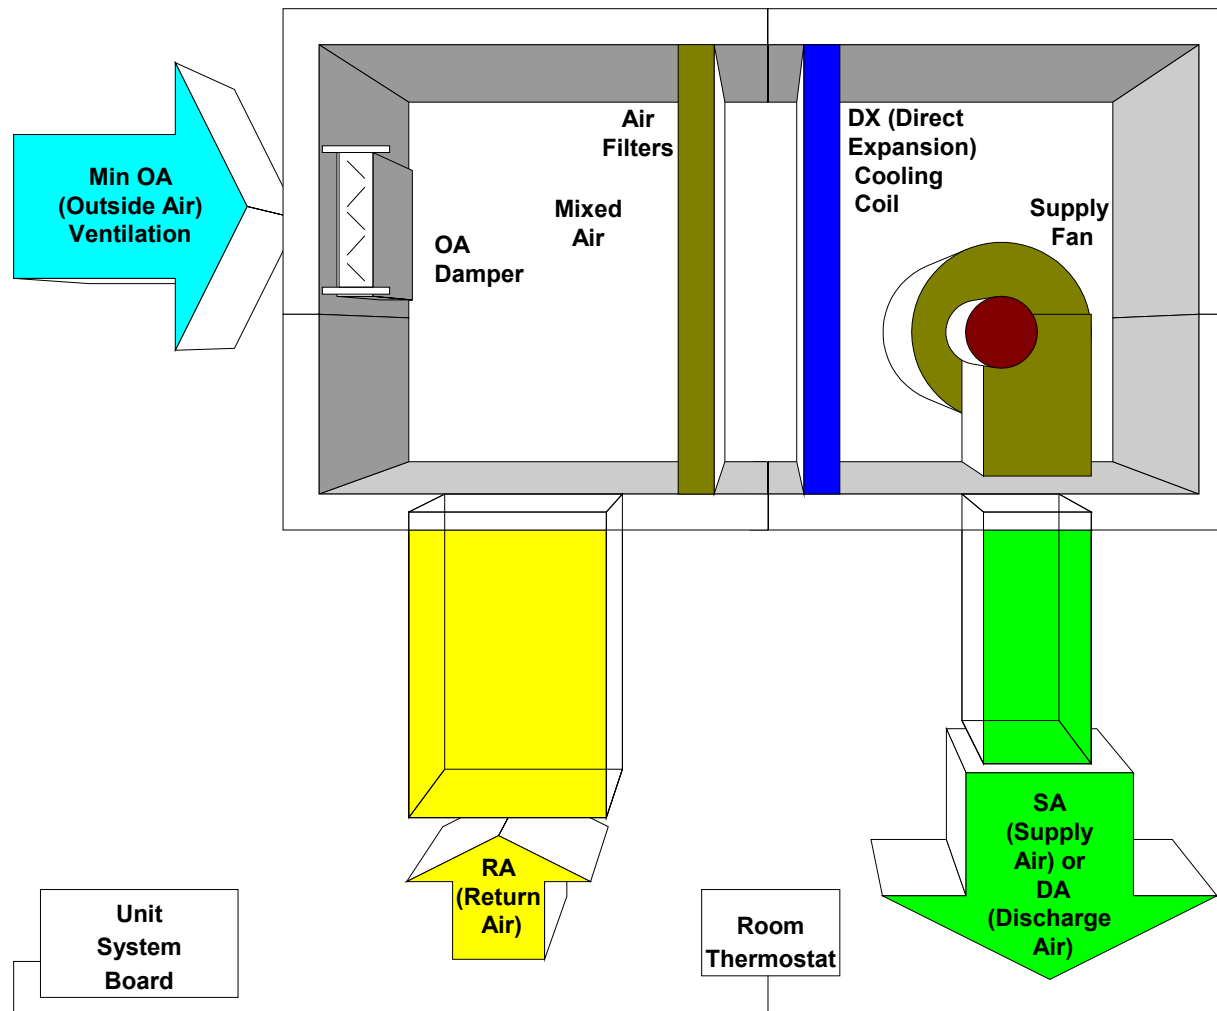 Air
Filters
DX (Direct
Expansion)
Cooling
Coil
Min OA
(Outside Air)
Ventilation
Mixed
Air
Supply
Fan
OA
Damper
SA
(Supply
Air) or
DA
(Discharge
Air)
RA
(Return
Air)
Unit
System
Board
Room
Thermostat